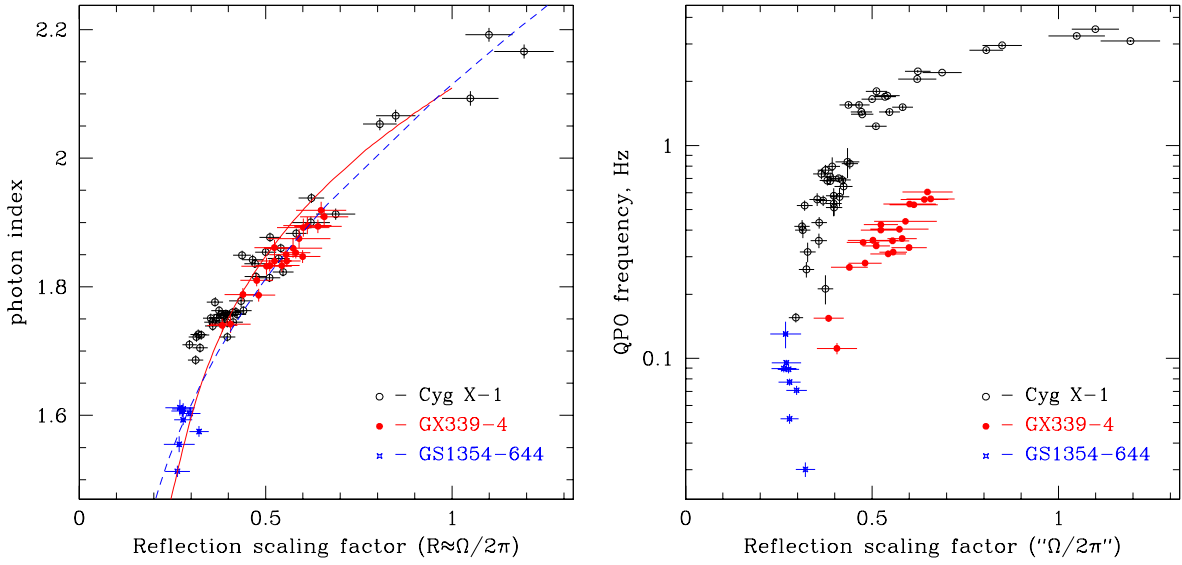 photon index
2.2
2
1.8
1.6
0
0.5
1
Reflection scaling factor (R≈Ω/2π)
○ – Cyg X-1
● – GX339-4
¤ – GS1354-644
QPO frequency, Hz
1
0.1
0
0.5
1
Reflection scaling factor ("Ω/2π")
○ – Cyg X-1
● – GX339-4
¤ – GS1354-644